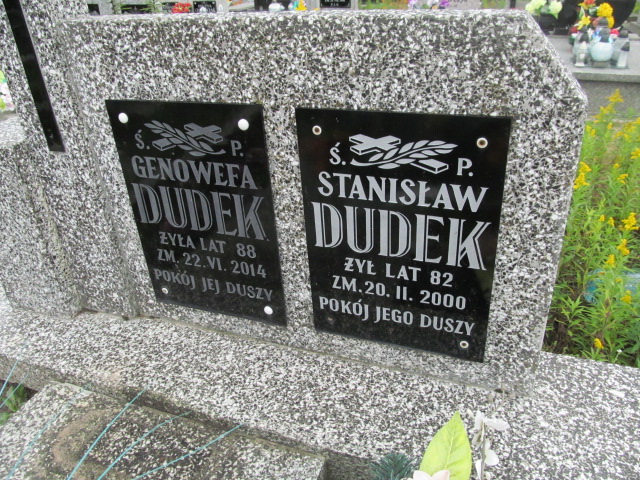 Ś. P.
GENOWEFA
DUDEK
ŻYŁA LAT 88
ZM. 22. VI. 2014
POKÓJ JEJ DUSZY
Ś. P.
STANISŁAW
DUDEK
ŻYŁ LAT 82
ZM. 20. II. 2000
POKÓJ JEGO DUSZY